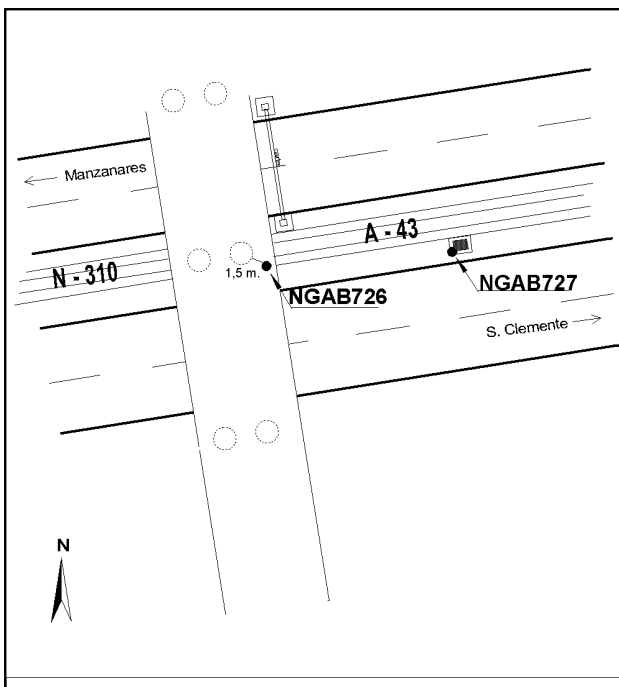 Manzanares
A - 43
N - 310
1,5 m.
NGAB726
NGAB727
S. Clemente
N